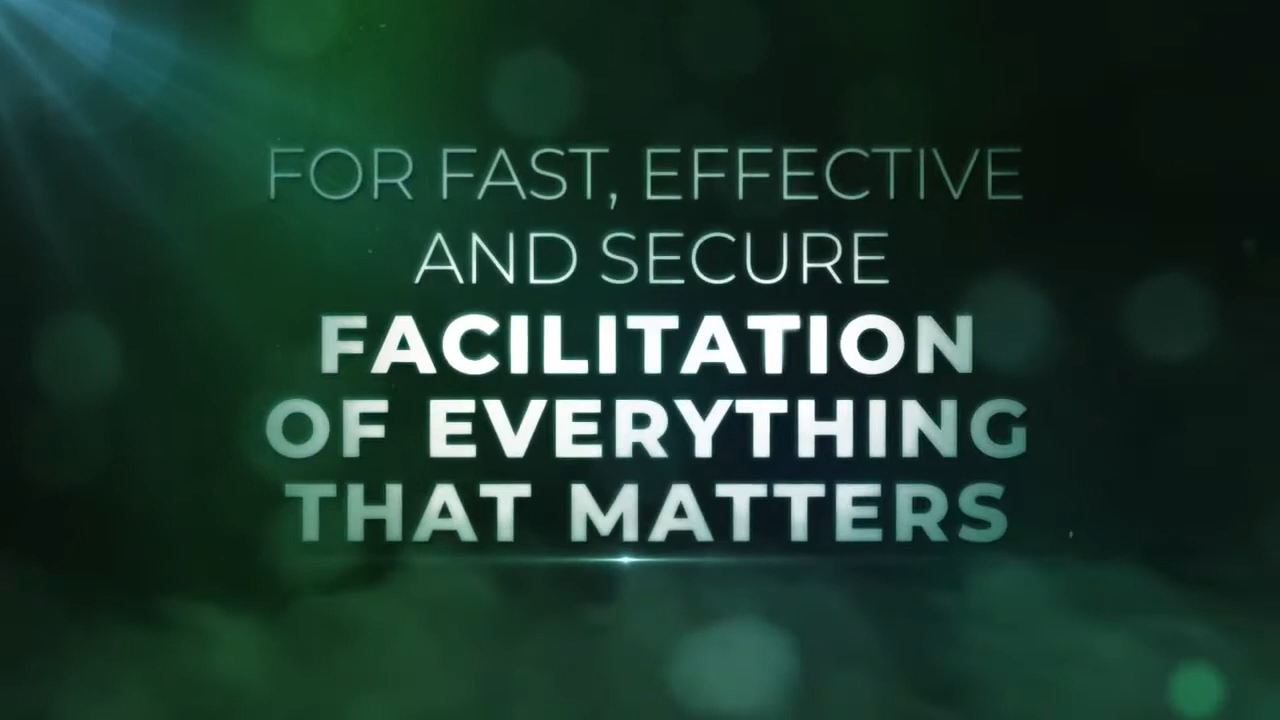 FOR FAST, EFFECTIVE
AND SECURE
FACILITATION
OF EVERYTHING
THAT MATTERS